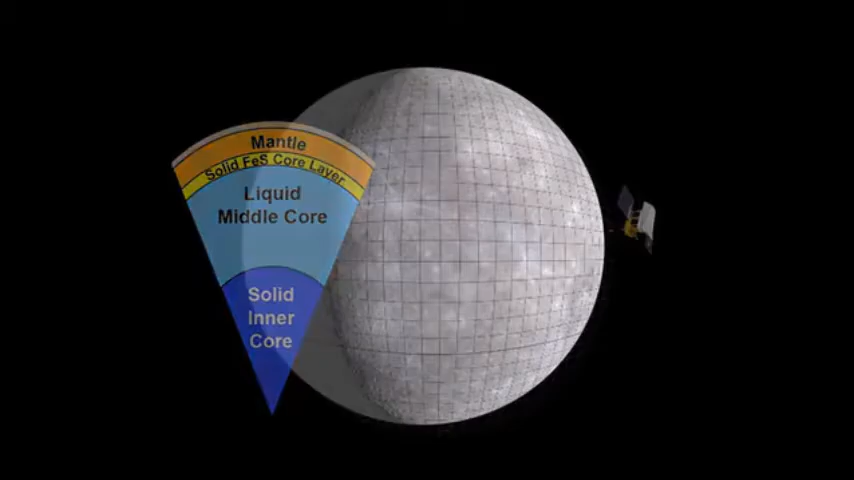 Mantle
Solid FeS Core Layer
Liquid
Middle Core
Solid
Inner
Core